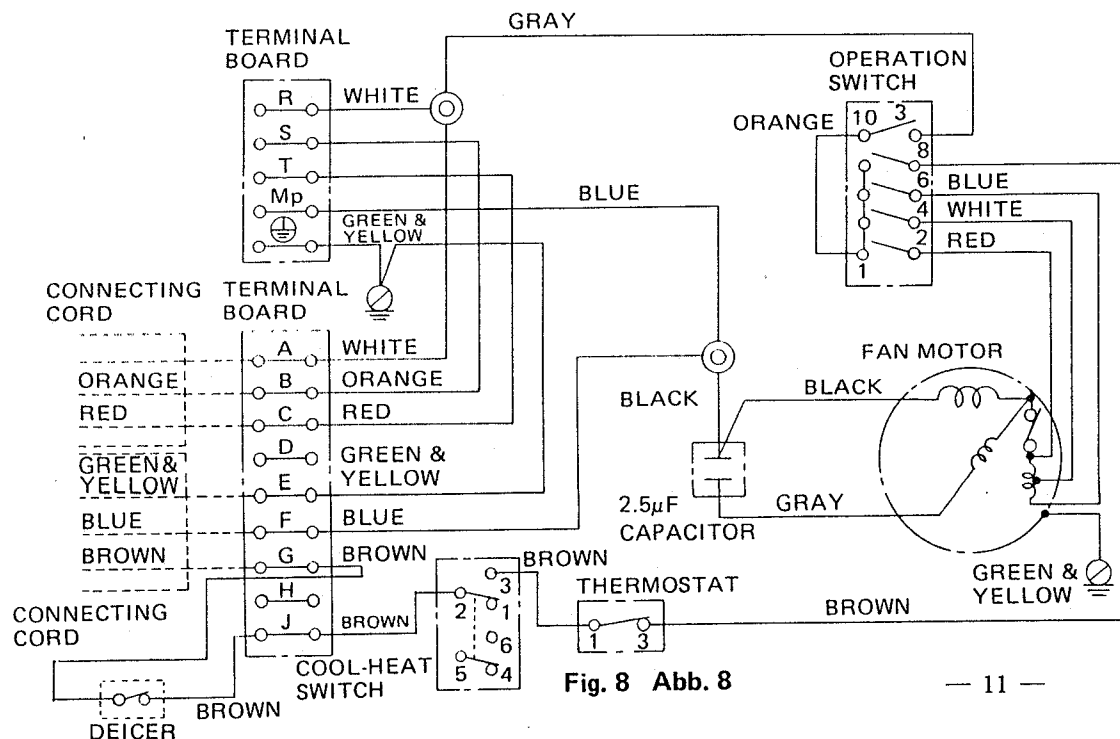 GRAY
TERMINAL
BOARD
OPERATION
SWITCH
R
WHITE
S
T
Mp
GREEN &
YELLOW
BLUE
ORANGE
10
3
8
6
BLUE
4
WHITE
2
RED
1
CONNECTING
CORD
TERMINAL
BOARD
A
WHITE
ORANGE
B
ORANGE
RED
C
RED
D
GREEN &
YELLOW
GREEN &
YELLOW
E
BLUE
F
BLUE
BROWN
G
BROWN
H
J
BROWN
CONNECTING
CORD
DEICER
BROWN
BROWN
3
2
1
6
5
4
COOL-HEAT
SWITCH
THERMOSTAT
1
3
BROWN
BLACK
2.5µF
CAPACITOR
BLACK
GRAY
FAN MOTOR
GREEN &
YELLOW
Fig. 8 Abb. 8
— 11 —